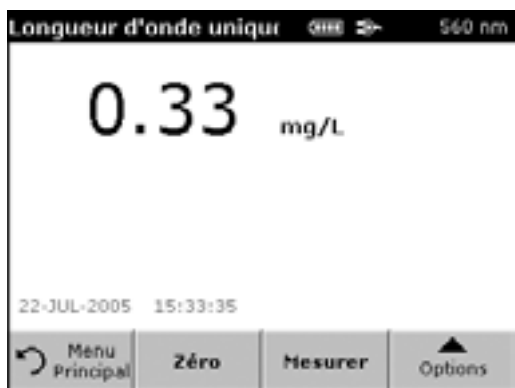 Longueur d'onde uniqu 560 nm
0.33 mg/L
22-JUL-2005 15:33:35
Menu Principal Zéro Mesurer Options